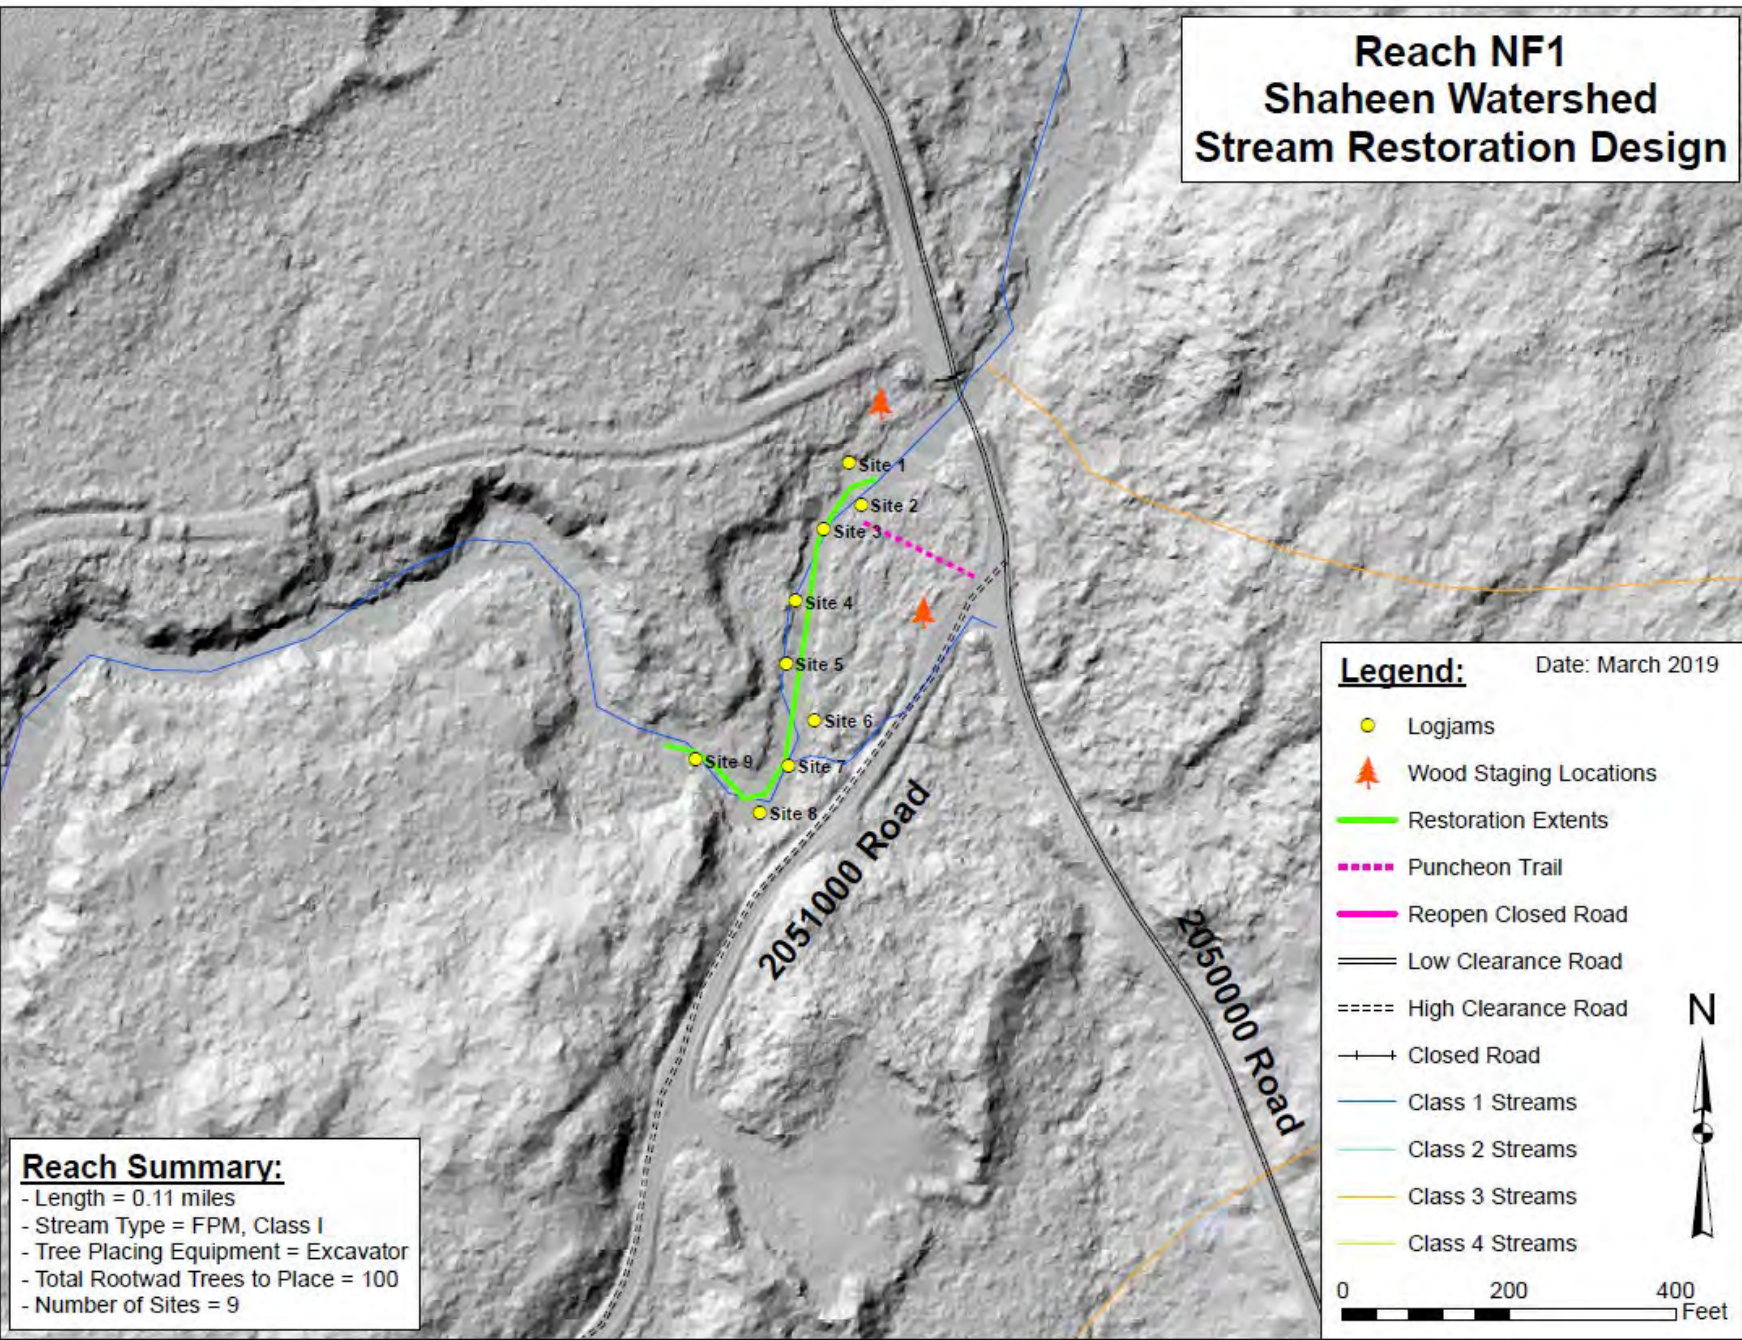 Reach NF1
Shaheen Watershed
Stream Restoration Design
Site 1
Site 2
Site 3
Site 4
Site 5
Site 6
Site 7
Site 8
Site 9
2051000 Road
2050000 Road
Legend:
Date: March 2019
Logjams
Wood Staging Locations
Restoration Extents
Puncheon Trail
Reopen Closed Road
Low Clearance Road
High Clearance Road
Closed Road
Class 1 Streams
Class 2 Streams
Class 3 Streams
Class 4 Streams
N
0 200 400
Feet
Reach Summary:
- Length = 0.11 miles
- Stream Type = FPM, Class I
- Tree Placing Equipment = Excavator
- Total Rootwad Trees to Place = 100
- Number of Sites = 9